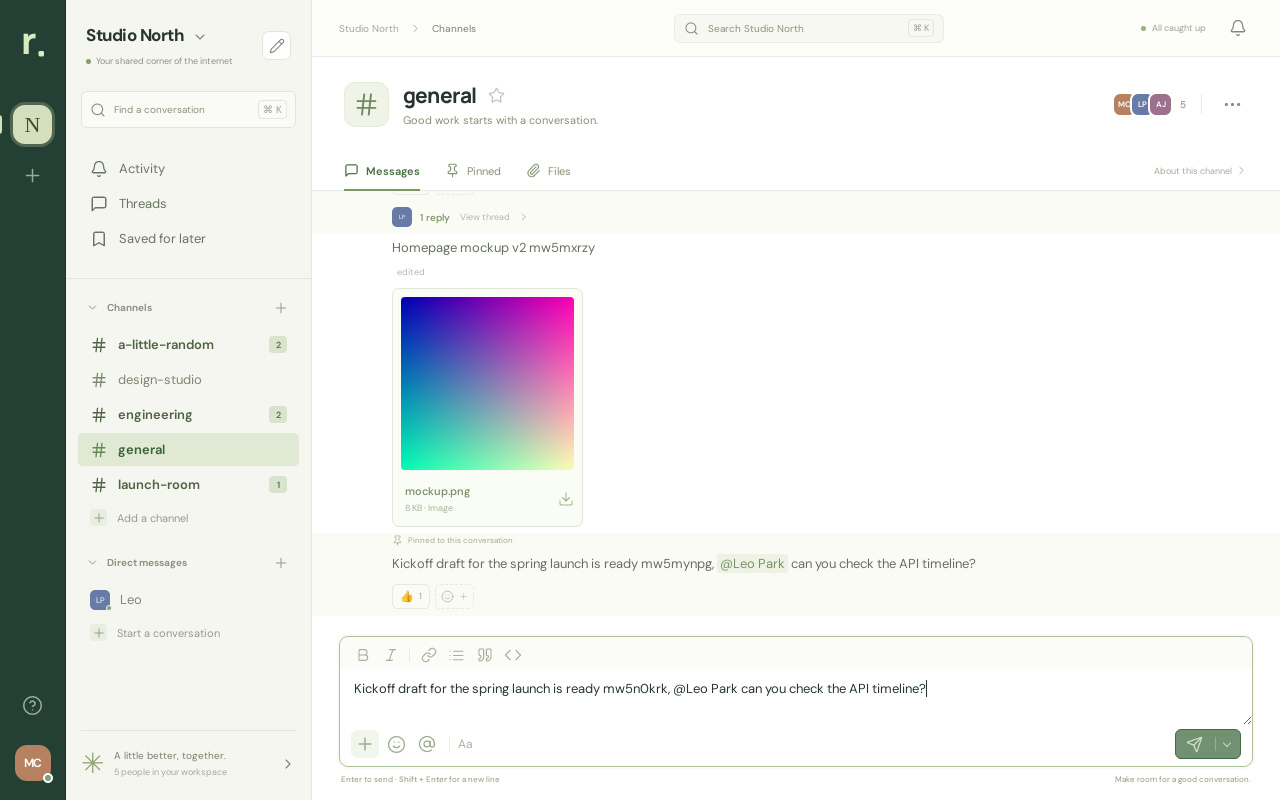 r.
N
MC
Studio North
Your shared corner of the internet
Find a conversation
⌘ K
Activity
Threads
Saved for later
Channels
a-little-random
2
design-studio
engineering
2
general
launch-room
1
Add a channel
Direct messages
LP
Leo
Start a conversation
A little better, together.
5 people in your workspace
Studio North
Channels
Search Studio North
⌘ K
All caught up
general
Good work starts with a conversation.
MC
LP
AJ
5
Messages
Pinned
Files
About this channel
LP
1 reply
View thread
Homepage mockup v2 mw5mxrzy
edited
mockup.png
8 KB · Image
Pinned to this conversation
Kickoff draft for the spring launch is ready mw5mynpg, @Leo Park can you check the API timeline?
👍 1
Kickoff draft for the spring launch is ready mw5n0krk, @Leo Park can you check the API timeline?
Aa
Enter to send · Shift + Enter for a new line
Make room for a good conversation.